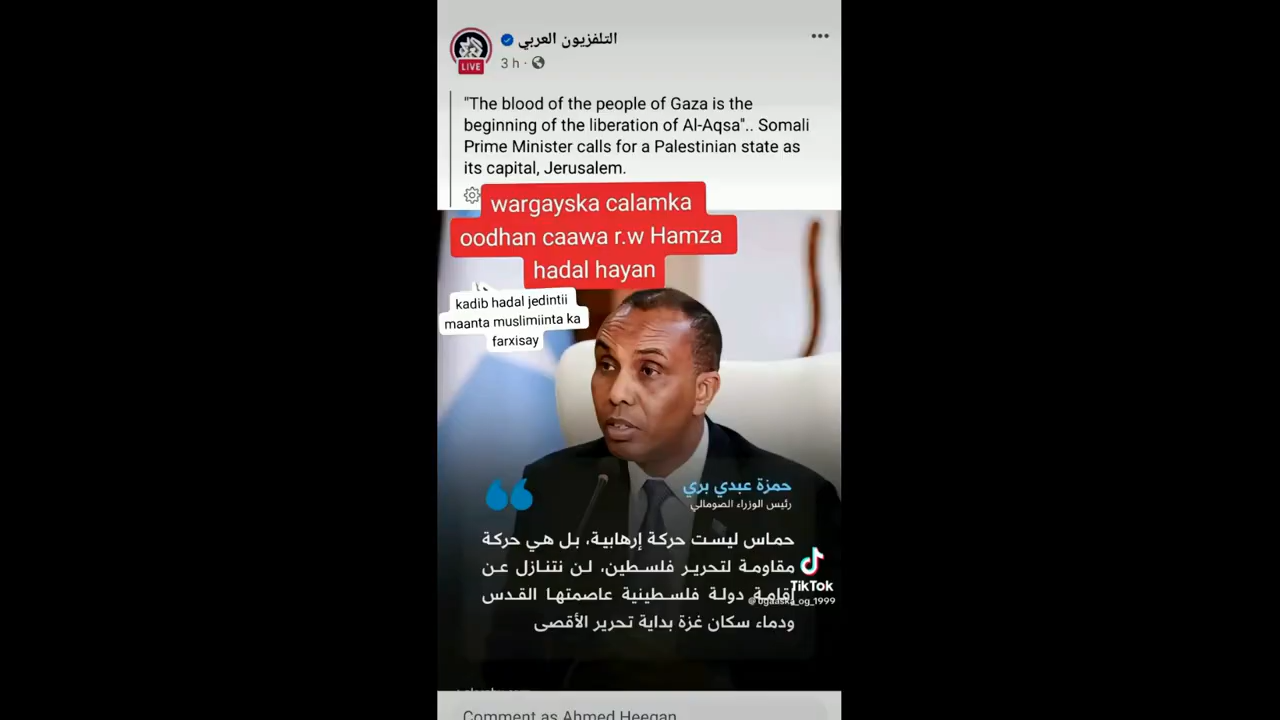 التلفزيون العربي
LIVE
3 h ·
"The blood of the people of Gaza is the
beginning of the liberation of Al-Aqsa".. Somali
Prime Minister calls for a Palestinian state as
its capital, Jerusalem.
wargayska calamka
oodhan caawa r.w Hamza
hadal hayan
kadib hadal jedintii
maanta muslimiinta ka
farxisay
حمزة عبدي بري
رئيس الوزراء الصومالي
حماس ليست حركة إرهابية، بل هي حركة
مقاومة لتحرير فلسطين، لن نتنازل عن
إقامة دولة فلسطينية عاصمتها القدس
ودماء سكان غزة بداية تحرير الأقصى
TikTok
@ugaaska_og_1999
Comment as Ahmed Heegan